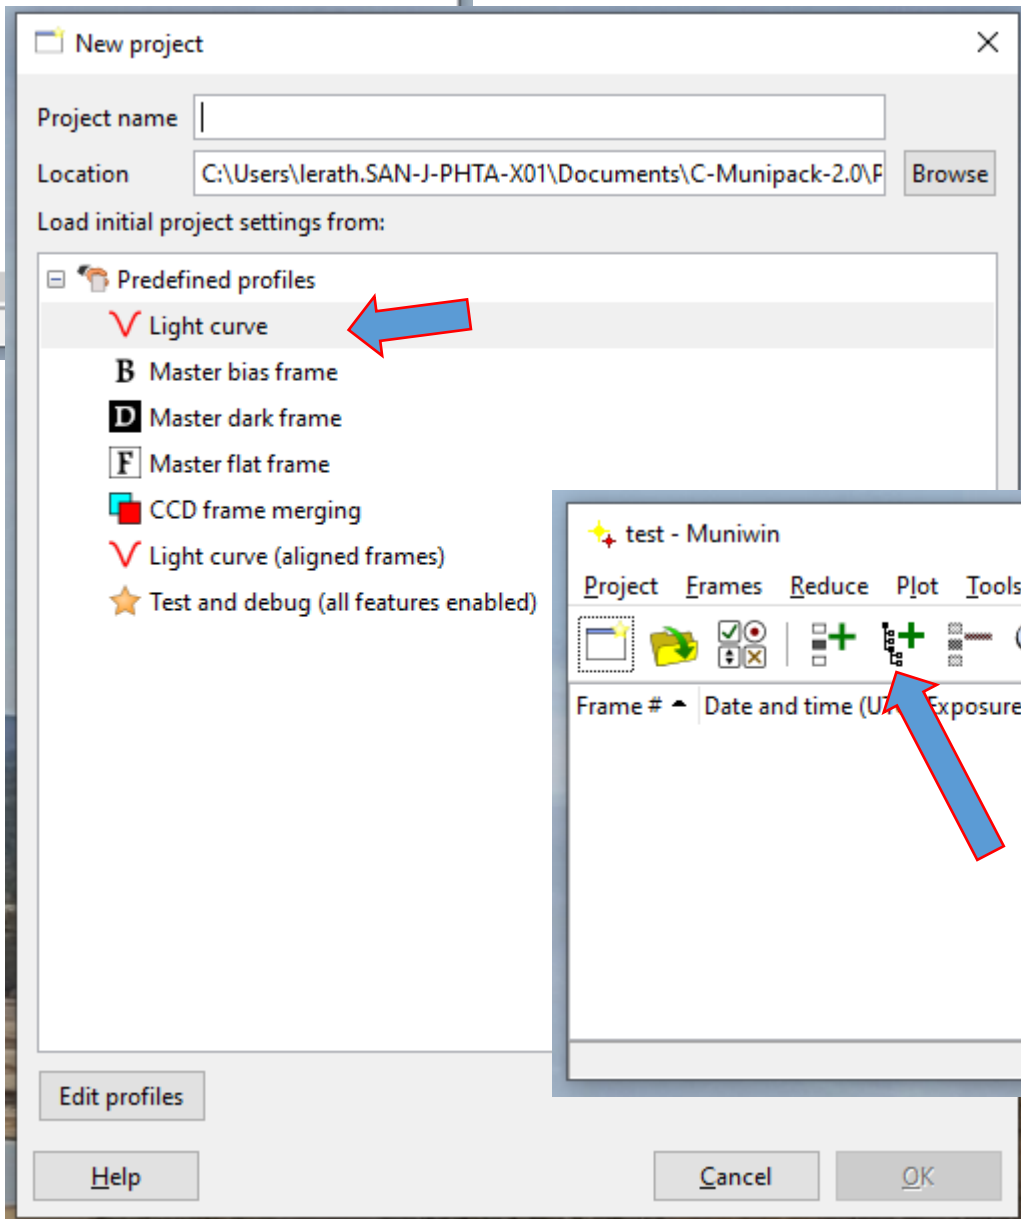 New project
Project name
Location C:\Users\lerath.SAN-J-PHTA-X01\Documents\C-Munipack-2.0\P Browse
Load initial project settings from:
Predefined profiles
Light curve
B Master bias frame
D Master dark frame
F Master flat frame
CCD frame merging
Light curve (aligned frames)
Test and debug (all features enabled)
test - Muniwin
Project Frames Reduce Plot Tools
Frame # Date and time (UT Exposure
Edit profiles
Help Cancel OK